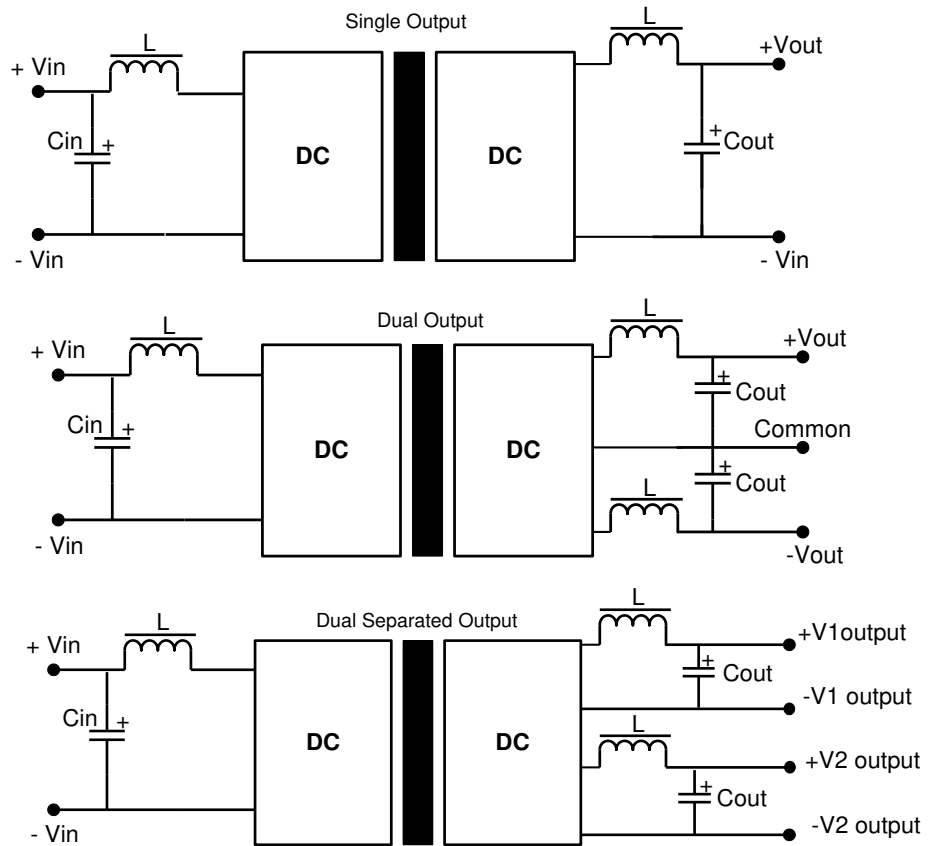 Single Output
L
L
+ Vin
+Vout
Cin
+
DC
DC
+
Cout
- Vin
- Vin
Dual Output
L
L
+ Vin
+Vout
Cin
+
DC
DC
+
Cout
Common
+
Cout
L
- Vin
-Vout
Dual Separated Output
L
L
+ Vin
+V1output
Cin
+
DC
DC
+
Cout
-V1 output
L
+V2 output
+
Cout
- Vin
-V2 output